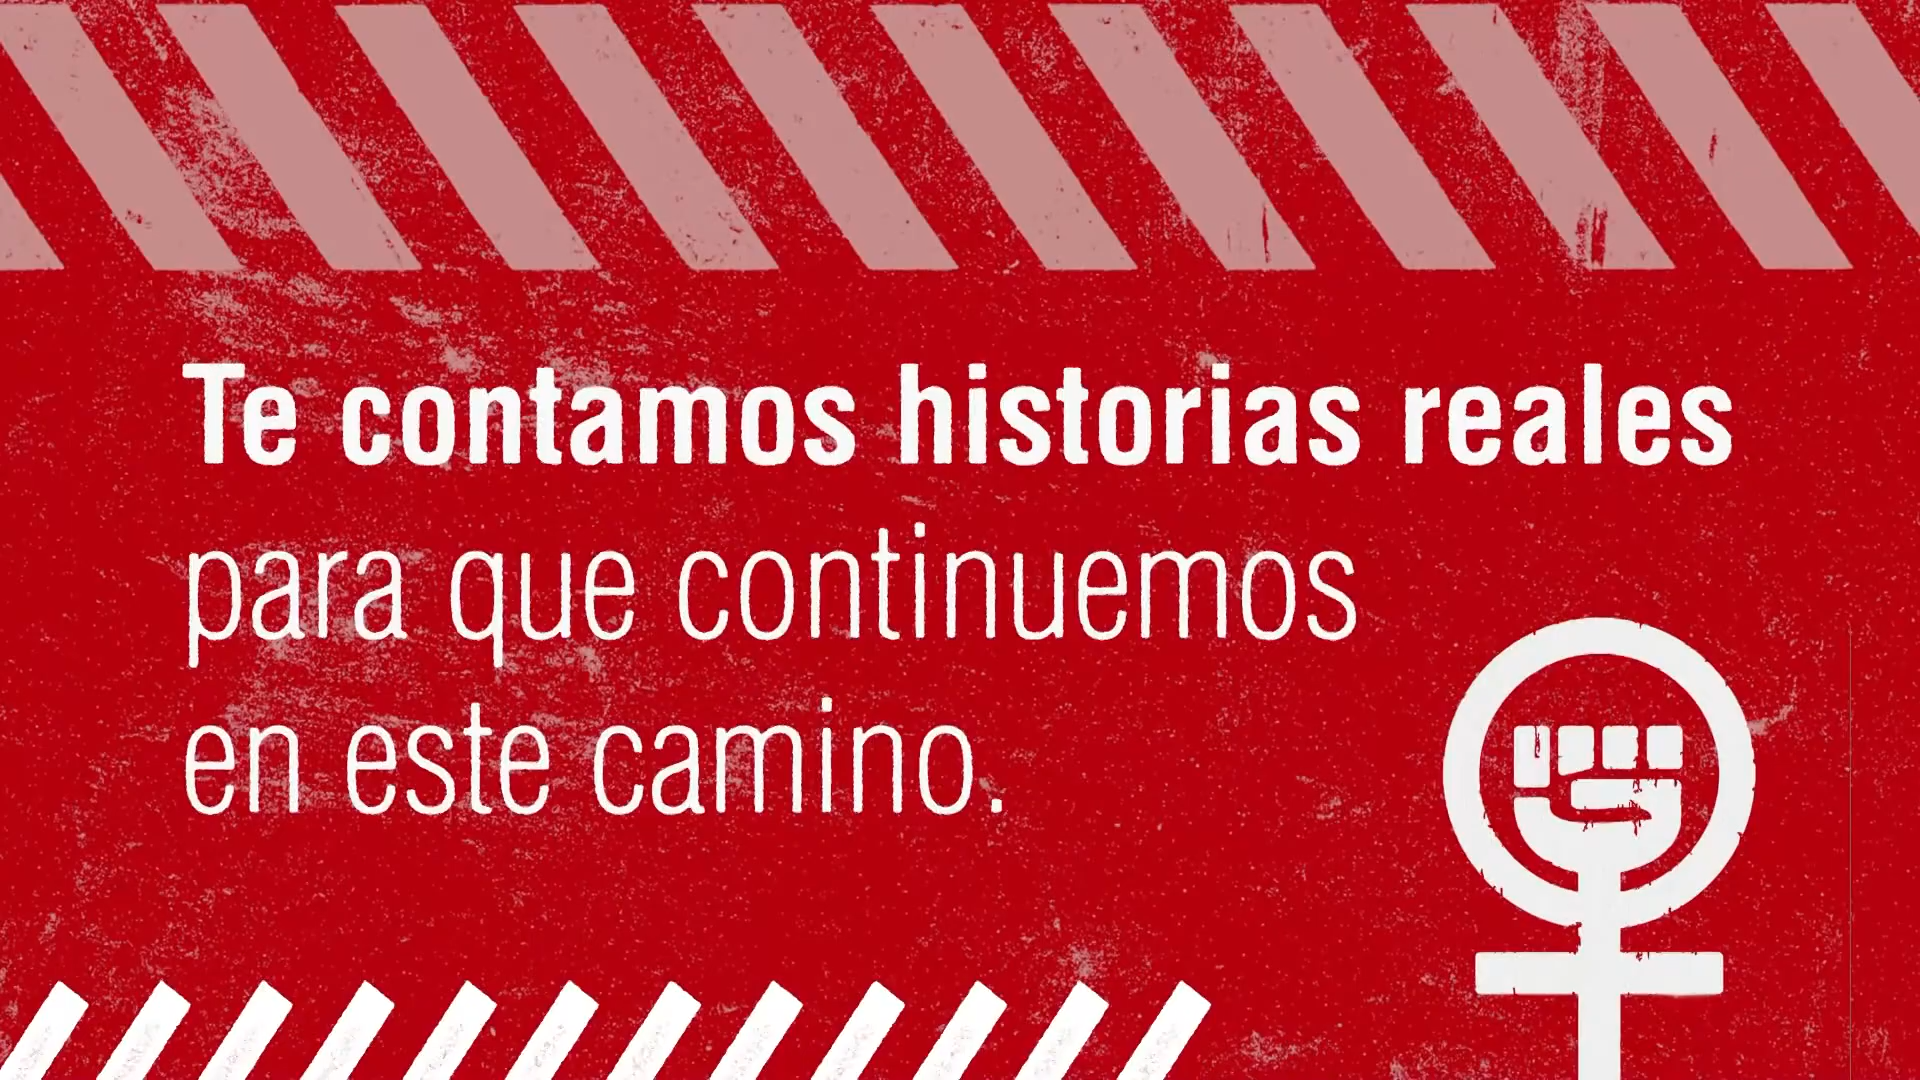 Te contamos historias reales
para que continuemos
en este camino.